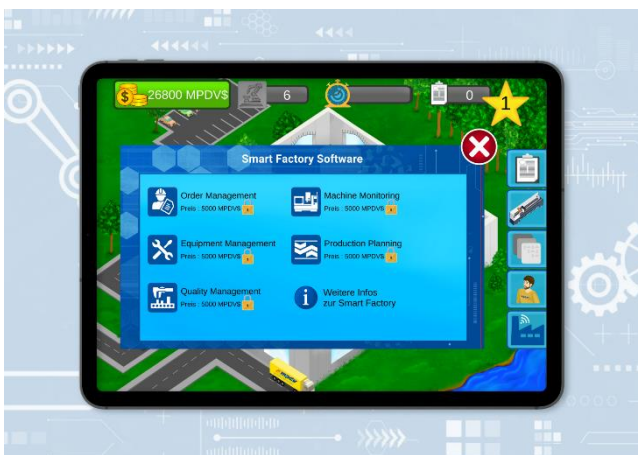 26800 MPDV$
6
0
1
Smart Factory Software
Order Management
Preis : 5000 MPDV$
Machine Monitoring
Preis : 5000 MPDV$
Equipment Management
Preis : 5000 MPDV$
Production Planning
Preis : 5000 MPDV$
Quality Management
Preis : 5000 MPDV$
Weitere Infos
zur Smart Factory
MPDV